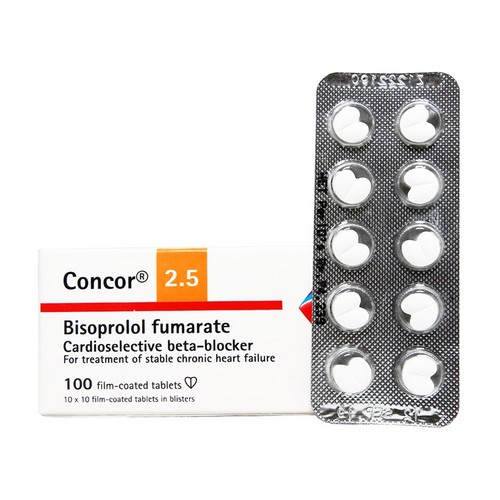 Concor® 2.5
Bisoprolol fumarate
Cardioselective beta-blocker
For treatment of stable chronic heart failure
100 film-coated tablets
10 x 10 film-coated tablets in blisters